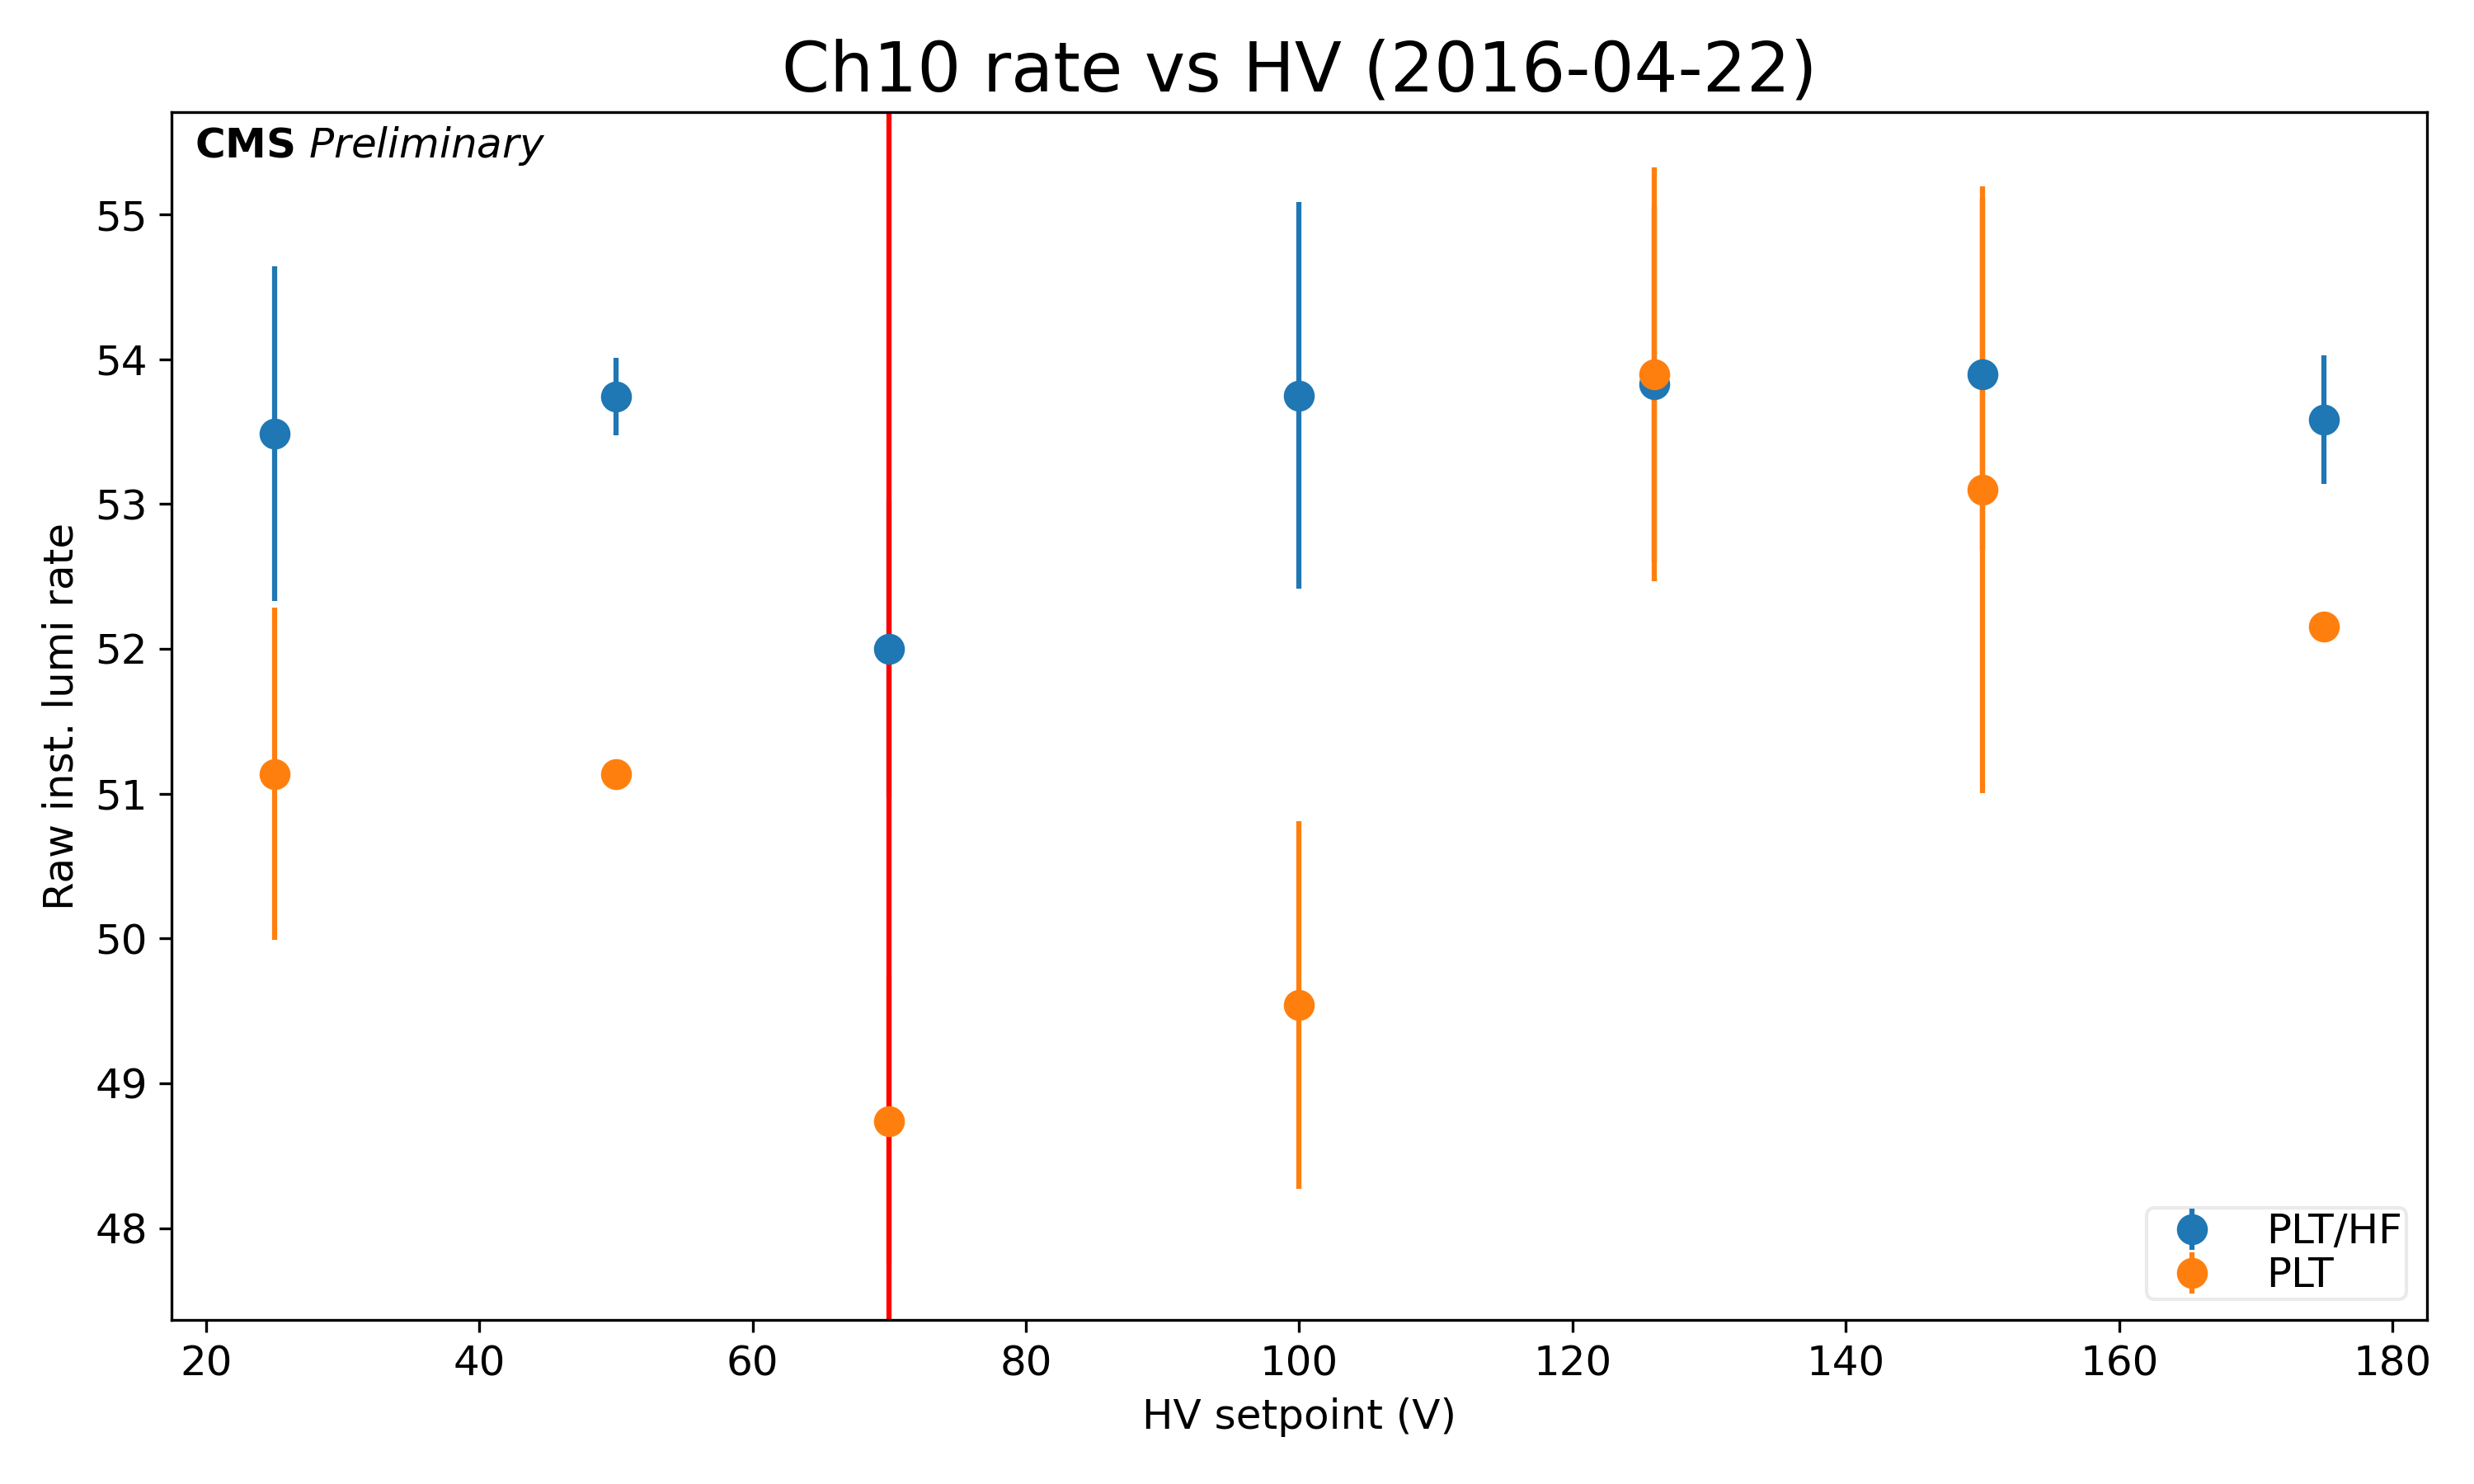 Ch10 rate vs HV (2016-04-22)
CMS Preliminary
Raw inst. lumi rate
55
54
53
52
51
50
49
48
20 40 60 80 100 120 140 160 180
HV setpoint (V)
PLT/HF
PLT